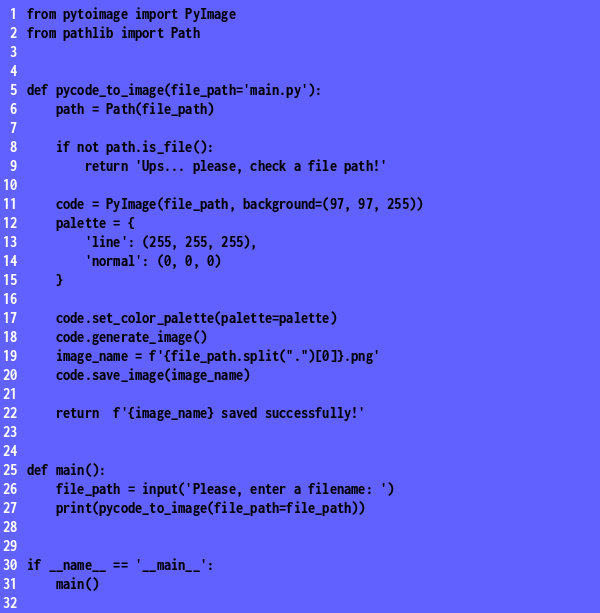 1 from pytoimage import PyImage
2 from pathlib import Path
3
4
5 def pycode_to_image(file_path='main.py'):
6     path = Path(file_path)
7
8     if not path.is_file():
9         return 'Ups... please, check a file path!'
10
11     code = PyImage(file_path, background=(97, 97, 255))
12     palette = {
13         'line': (255, 255, 255),
14         'normal': (0, 0, 0)
15     }
16
17     code.set_color_palette(palette=palette)
18     code.generate_image()
19     image_name = f'{file_path.split(".")[0]}.png'
20     code.save_image(image_name)
21
22     return  f'{image_name} saved successfully!'
23
24
25 def main():
26     file_path = input('Please, enter a filename: ')
27     print(pycode_to_image(file_path=file_path))
28
29
30 if __name__ == '__main__':
31     main()
32